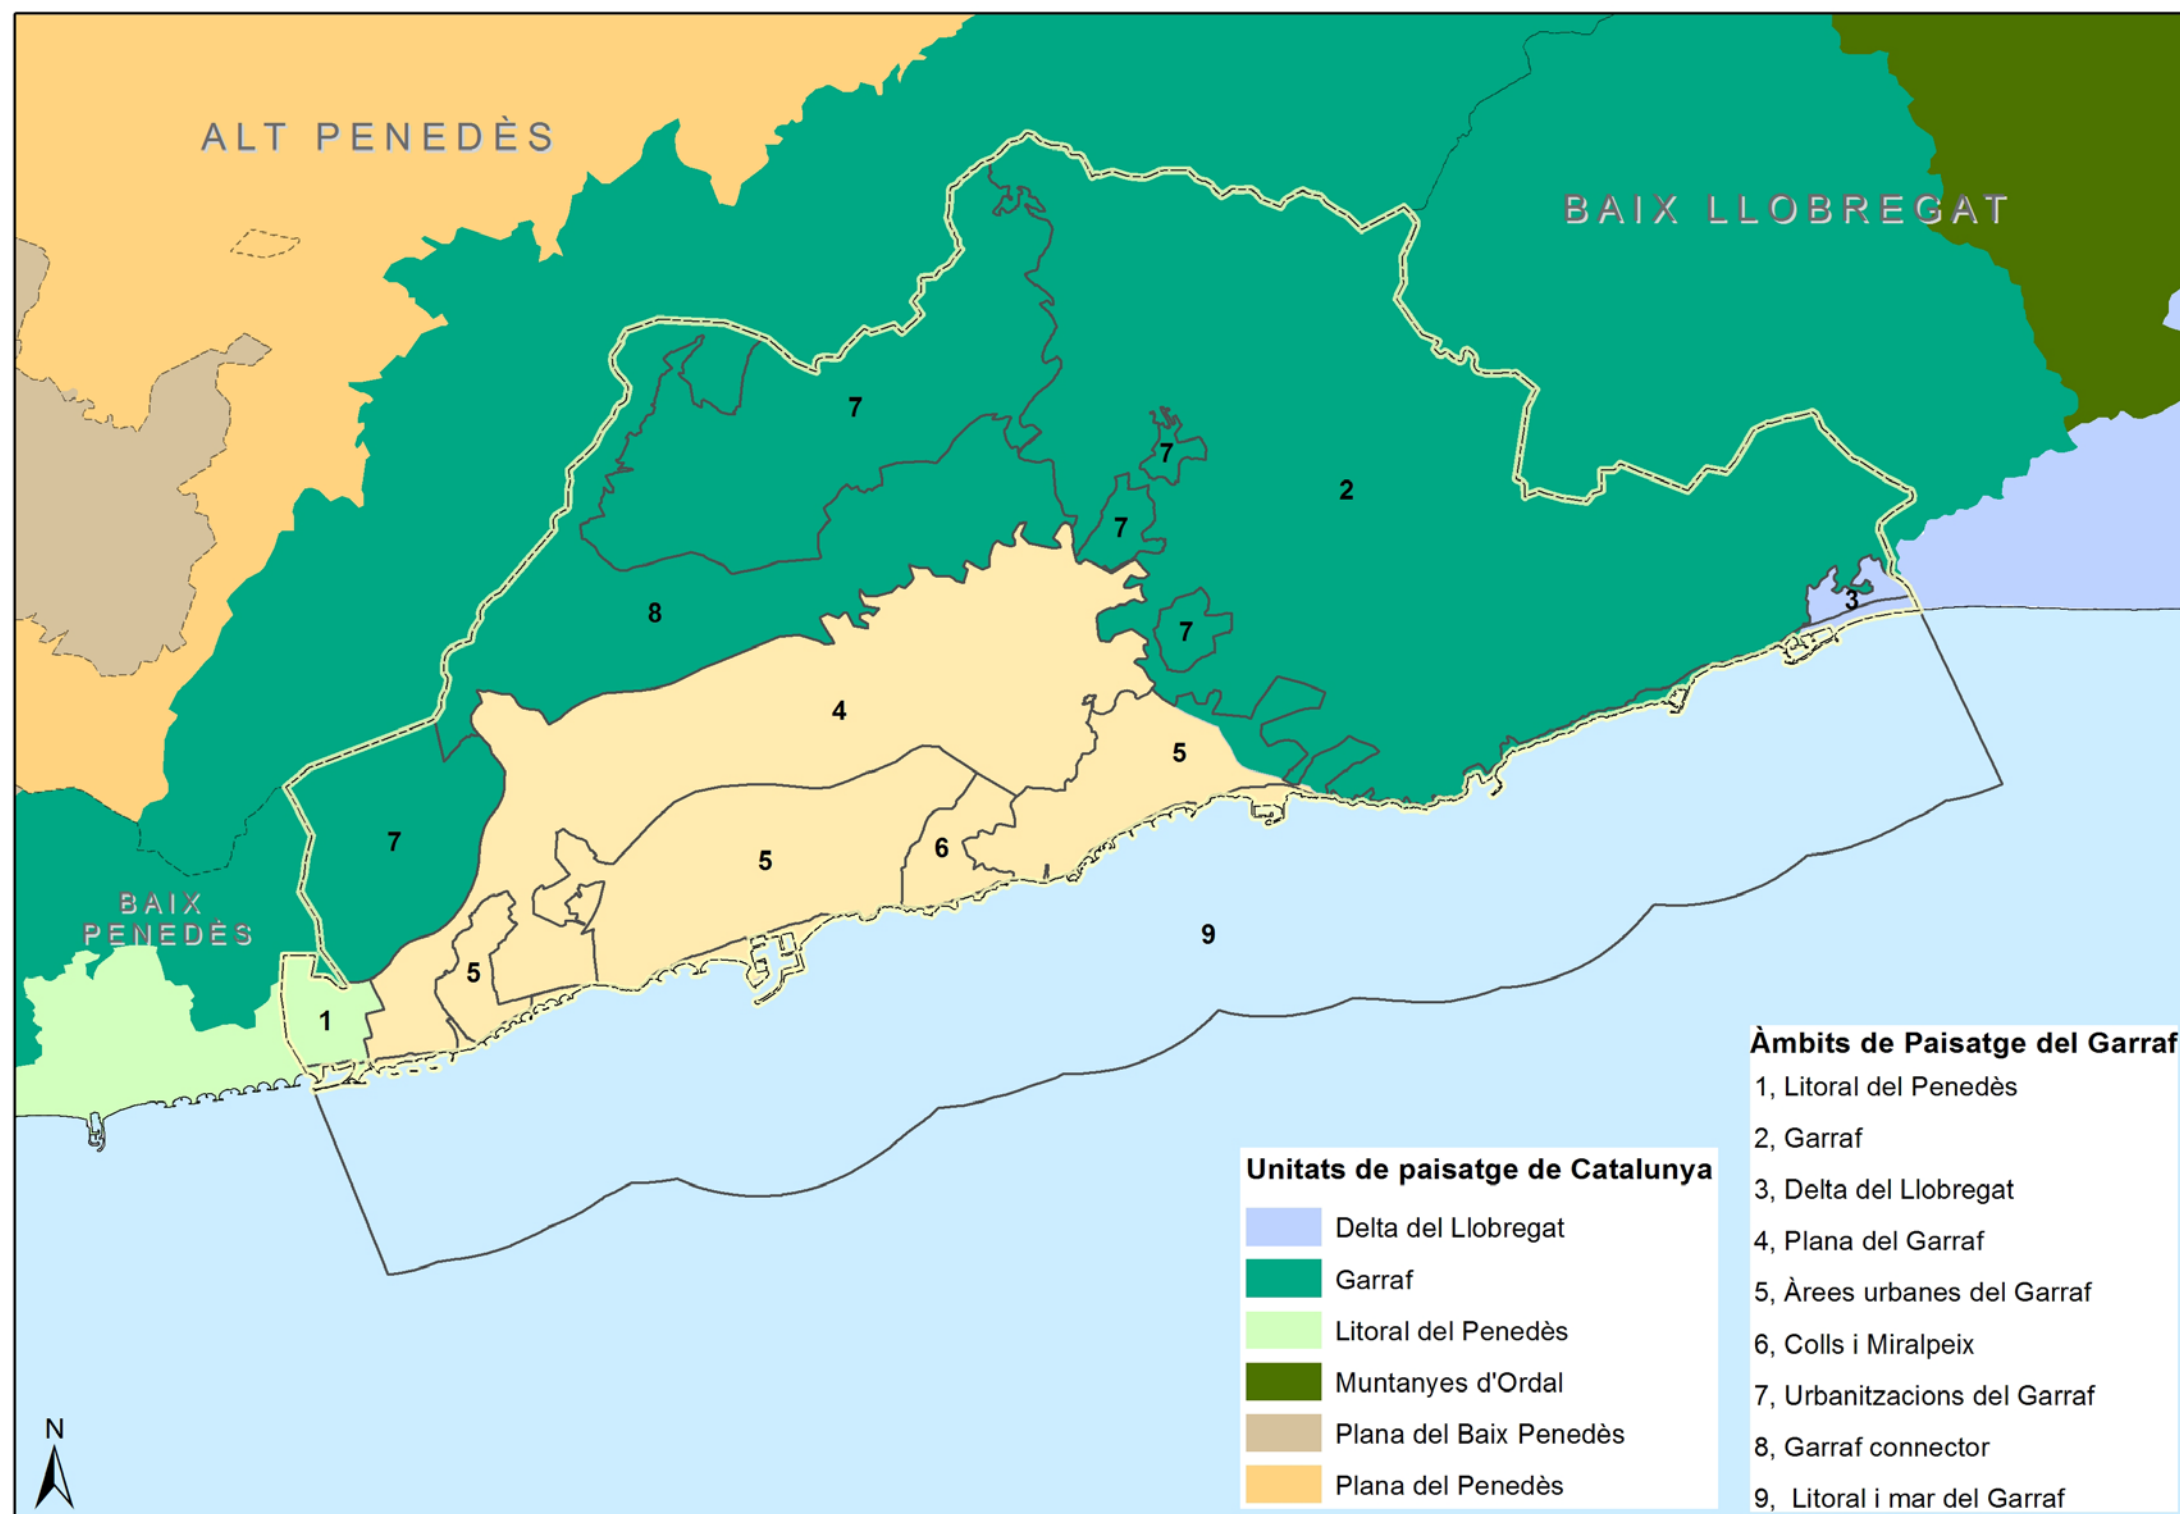 ALT PENEDÈS
BAIX LLOBREGAT
7
7
2
7
3
8
7
4
5
7
6
5
BAIX
PENEDÈS
9
5
1
Unitats de paisatge de Catalunya
Delta del Llobregat
Garraf
Litoral del Penedès
Muntanyes d'Ordal
Plana del Baix Penedès
Plana del Penedès
Àmbits de Paisatge del Garraf
1, Litoral del Penedès
2, Garraf
3, Delta del Llobregat
4, Plana del Garraf
5, Àrees urbanes del Garraf
6, Colls i Miralpeix
7, Urbanitzacions del Garraf
8, Garraf connector
9, Litoral i mar del Garraf
N